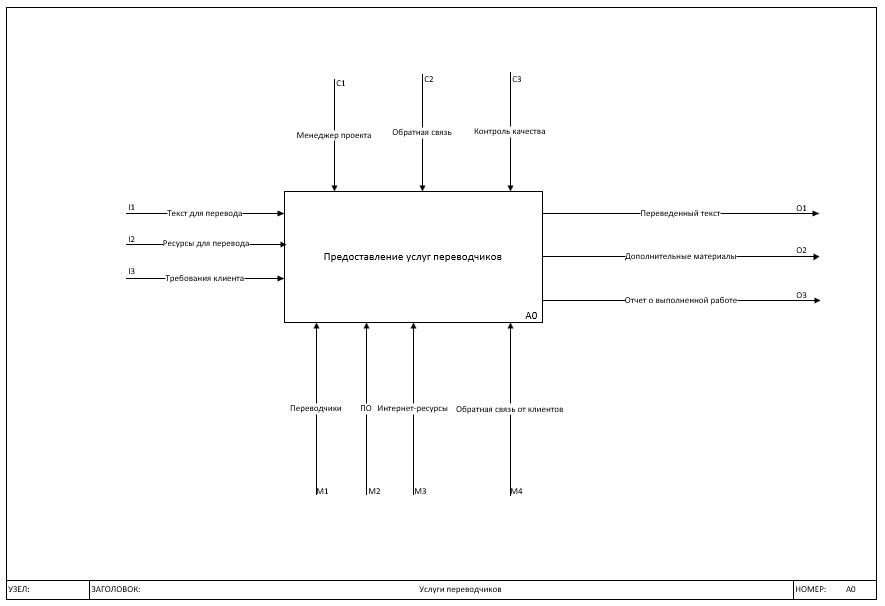 C1
C2
C3
Менеджер проекта
Обратная связь
Контроль качества
I1
Текст для перевода
I2
Ресурсы для перевода
I3
Требования клиента
Предоставление услуг переводчиков
A0
Переведенный текст
O1
Дополнительные материалы
O2
Отчет о выполненной работе
O3
Переводчики
ПО
Интернет-ресурсы
Обратная связь от клиентов
M1
M2
M3
M4
УЗЕЛ:
ЗАГОЛОВОК:
Услуги переводчиков
НОМЕР:
A0